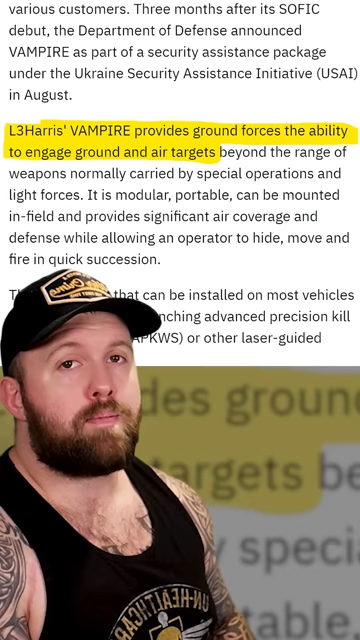 various customers. Three months after its SOFIC
debut, the Department of Defense announced
VAMPIRE as part of a security assistance package
under the Ukraine Security Assistance Initiative (USAI)
in August.
L3Harris' VAMPIRE provides ground forces the ability
to engage ground and air targets beyond the range of
weapons normally carried by special operations and
light forces. It is modular, portable, can be mounted
in-field and provides significant air coverage and
defense while allowing an operator to hide, move and
fire in quick succession.
that can be installed on most vehicles
advanced precision kill
or other laser-guided
des ground
targets be
table,